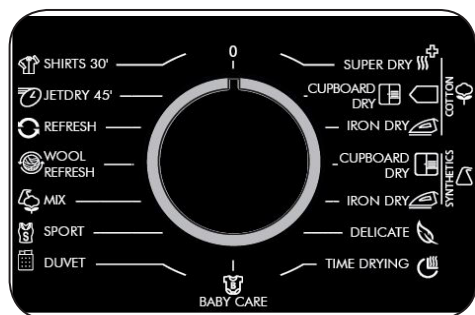 0
SHIRTS 30'
JETDRY 45'
REFRESH
WOOL
REFRESH
MIX
S
SPORT
DUVET
BABY CARE
SUPER DRY
CUPBOARD
DRY
IRON DRY
COTTON
CUPBOARD
DRY
IRON DRY
SYNTHETICS
DELICATE
TIME DRYING